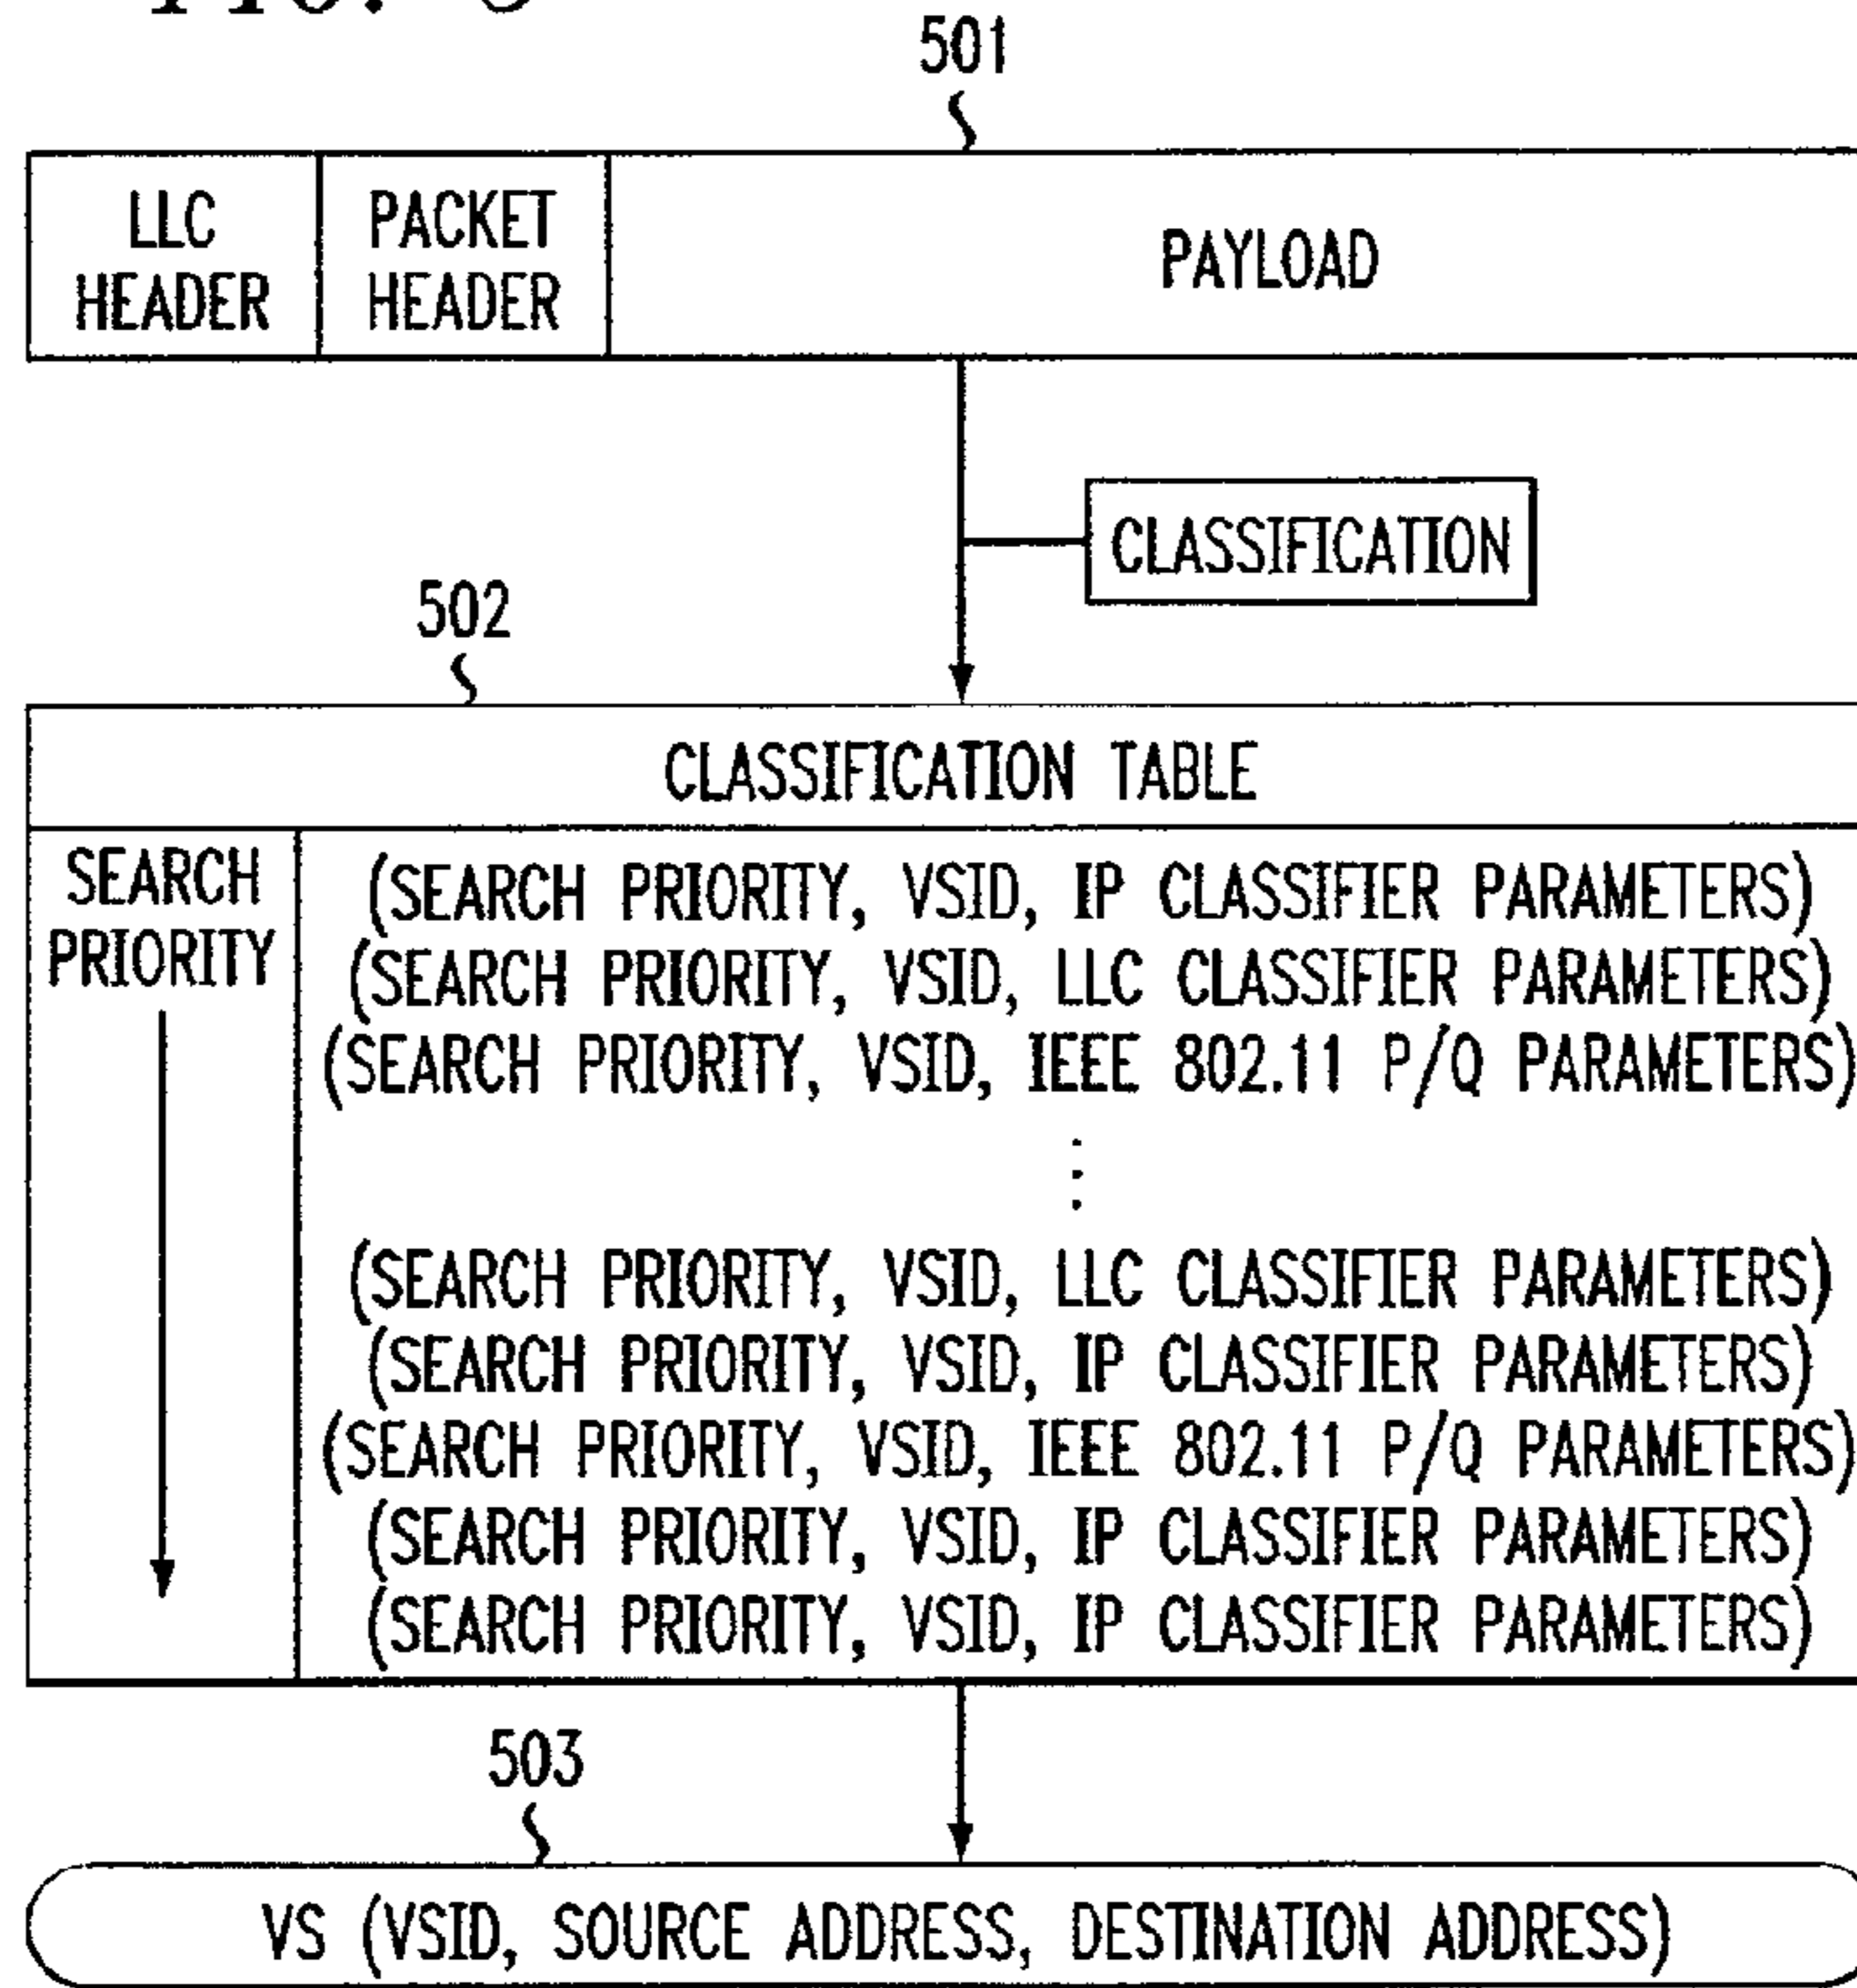 501
LLC HEADER
PACKET HEADER
PAYLOAD
CLASSIFICATION
502
CLASSIFICATION TABLE
SEARCH PRIORITY
(SEARCH PRIORITY, VSID, IP CLASSIFIER PARAMETERS)
(SEARCH PRIORITY, VSID, LLC CLASSIFIER PARAMETERS)
(SEARCH PRIORITY, VSID, IEEE 802.11 P/Q PARAMETERS)
(SEARCH PRIORITY, VSID, LLC CLASSIFIER PARAMETERS)
(SEARCH PRIORITY, VSID, IP CLASSIFIER PARAMETERS)
(SEARCH PRIORITY, VSID, IEEE 802.11 P/Q PARAMETERS)
(SEARCH PRIORITY, VSID, IP CLASSIFIER PARAMETERS)
(SEARCH PRIORITY, VSID, IP CLASSIFIER PARAMETERS)
503
VS (VSID, SOURCE ADDRESS, DESTINATION ADDRESS)